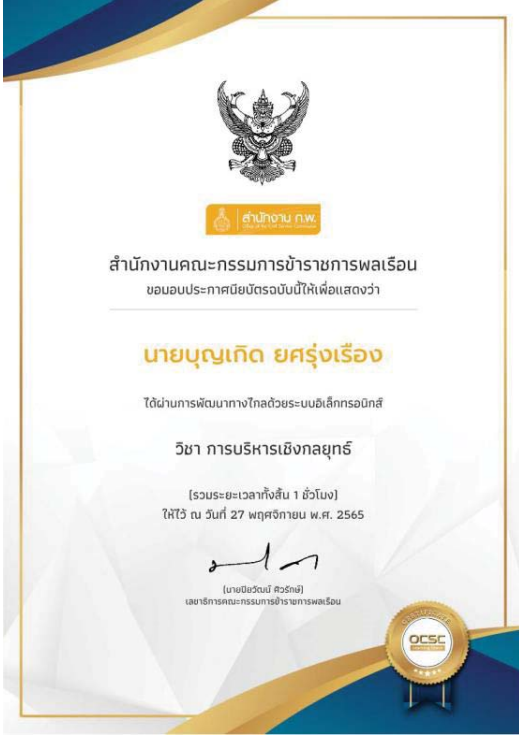 สำนักงาน ก.พ.
สำนักงานคณะกรรมการข้าราชการพลเรือน
ขอมอบประกาศนียบัตรฉบับนี้ให้เพื่อแสดงว่า
นายบุญเกิด ยศรุ่งเรือง
ได้ผ่านการพัฒนาทางไกลด้วยระบบอิเล็กทรอนิกส์
วิชา การบริหารเชิงกลยุทธ์
(รวมระยะเวลาทั้งสิ้น 1 ชั่วโมง)
ให้ไว้ ณ วันที่ 27 พฤศจิกายน พ.ศ. 2565
(นายปิยวัฒน์ ศิวรักษ์)
เลขาธิการคณะกรรมการข้าราชการพลเรือน
CERTIFICATE
OCSC